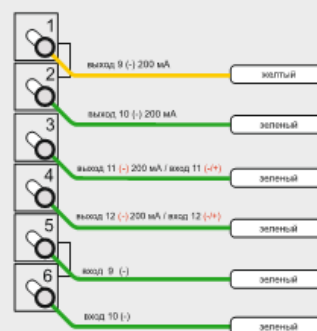 1
выход 9 (-) 200 мА
желтый
2
выход 10 (-) 200 мА
зеленый
3
выход 11 (-) 200 мА / вход 11 (-/+)
зеленый
4
выход 12 (-) 200 мА / вход 12 (-/+)
зеленый
5
вход 9 (-)
зеленый
6
вход 10 (-)
зеленый